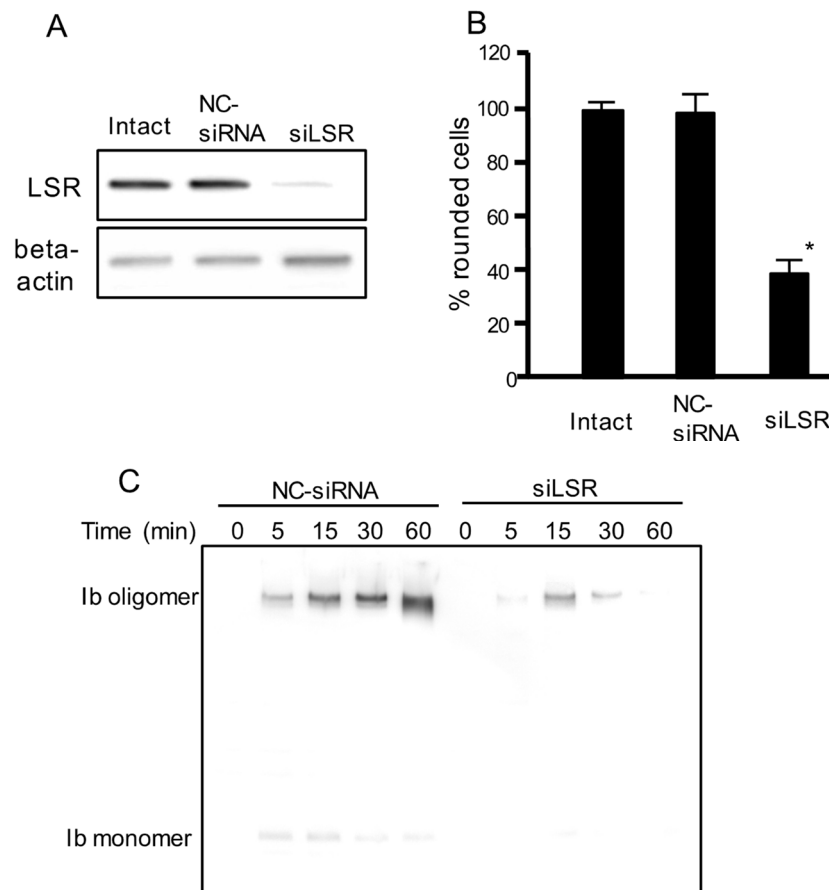 A
Intact NC-siRNA siLSR
LSR
beta-actin
B
% rounded cells
120
100
80
60
40
20
0
*
Intact NC-siRNA siLSR
C
NC-siRNA siLSR
Time (min) 0 5 15 30 60 0 5 15 30 60
Ib oligomer
Ib monomer